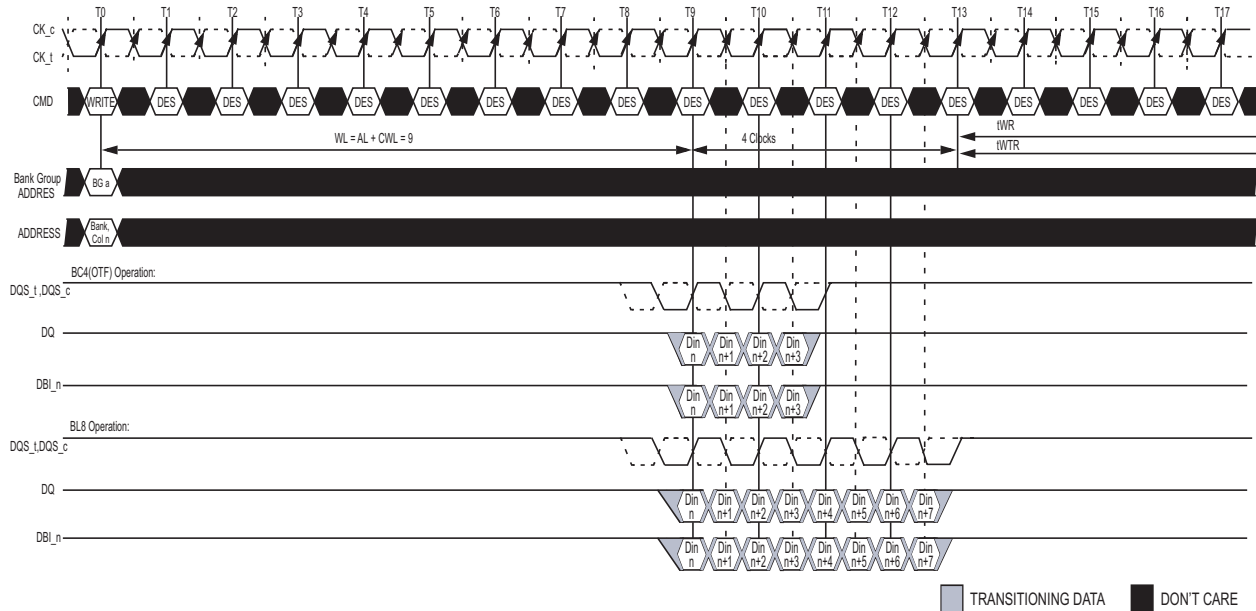 T0 T1 T2 T3 T4 T5 T6 T7 T8 T9 T10 T11 T12 T13 T14 T15 T16 T17
CK_c
CK_t
CMD WRITE DES DES DES DES DES DES DES DES DES DES DES DES DES DES DES DES DES
WL = AL + CWL = 9
4 Clocks
tWR
tWTR
Bank Group
ADDRES
BG a
ADDRESS
Bank,
Col n
BC4(OTF) Operation:
DQS_t ,DQS_c
DQ
Din Din Din Din
n n+1 n+2 n+3
DBI_n
Din Din Din Din
n n+1 n+2 n+3
BL8 Operation:
DQS_t,DQS_c
DQ
Din Din Din Din Din Din Din Din
n n+1 n+2 n+3 n+4 n+5 n+6 n+7
DBI_n
Din Din Din Din Din Din Din Din
n n+1 n+2 n+3 n+4 n+5 n+6 n+7
TRANSITIONING DATA DON'T CARE